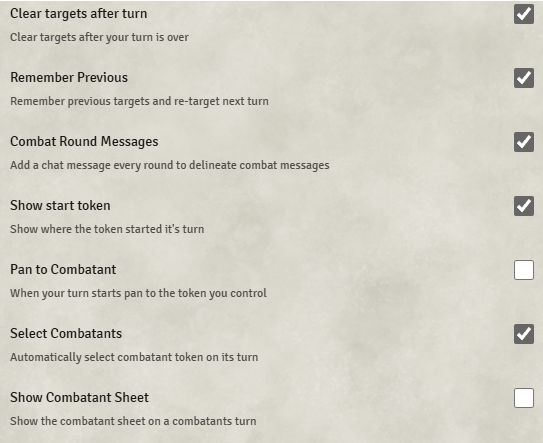 Clear targets after turn
Clear targets after your turn is over
Remember Previous
Remember previous targets and re-target next turn
Combat Round Messages
Add a chat message every round to delineate combat messages
Show start token
Show where the token started it's turn
Pan to Combatant
When your turn starts pan to the token you control
Select Combatants
Automatically select combatant token on its turn
Show Combatant Sheet
Show the combatant sheet on a combatants turn